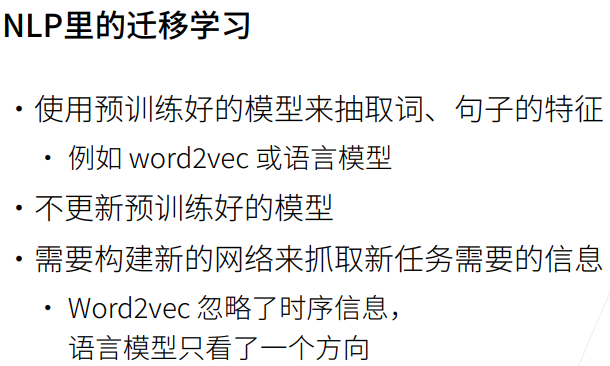 NLP里的迁移学习
• 使用预训练好的模型来抽取词、句子的特征
• 例如 word2vec 或语言模型
• 不更新预训练好的模型
• 需要构建新的网络来抓取新任务需要的信息
• Word2vec 忽略了时序信息，
语言模型只看了一个方向